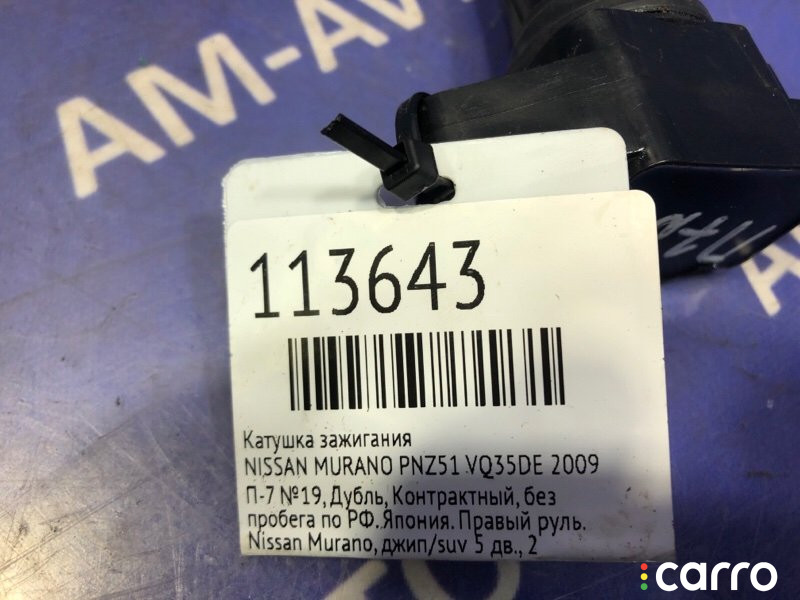 AM-AV
113643
Катушка зажигания
NISSAN MURANO PNZ51 VQ35DE 2009
П-7 №19, Дубль, Контрактный, без
пробега по РФ. Япония. Правый руль.
Nissan Murano, джип/suv 5 дв., 2
carro